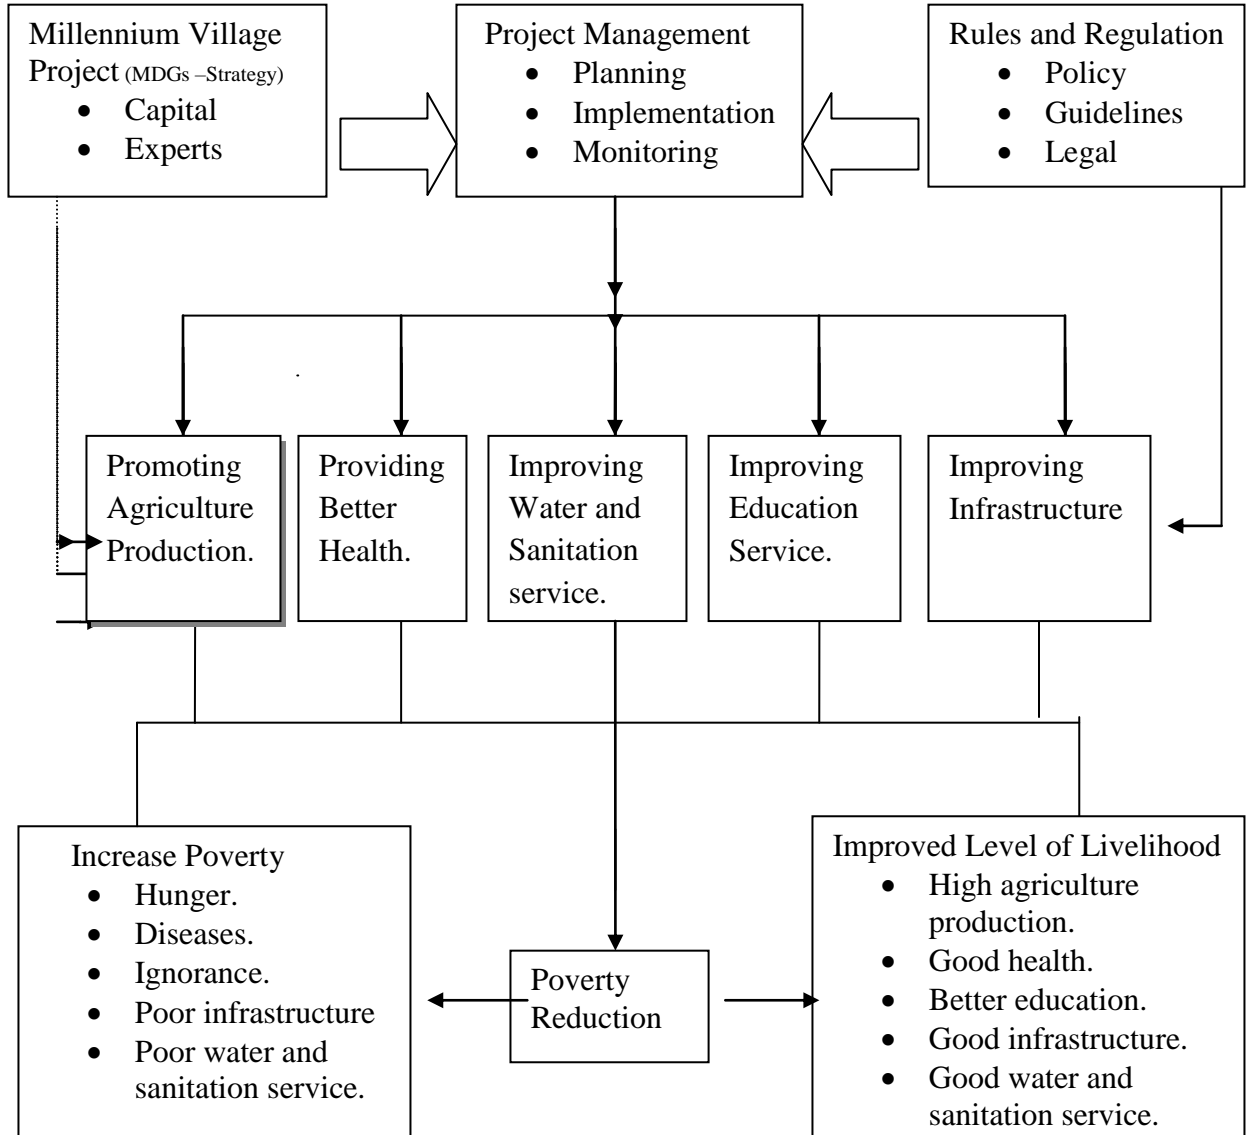 Millennium Village
Project (MDGs –Strategy)
• Capital
• Experts
Project Management
• Planning
• Implementation
• Monitoring
Rules and Regulation
• Policy
• Guidelines
• Legal
Promoting
Agriculture
Production.
Providing
Better
Health.
Improving
Water and
Sanitation
service.
Improving
Education
Service.
Improving
Infrastructure
Increase Poverty
• Hunger.
• Diseases.
• Ignorance.
• Poor infrastructure
• Poor water and
sanitation service.
Poverty
Reduction
Improved Level of Livelihood
• High agriculture
production.
• Good health.
• Better education.
• Good infrastructure.
• Good water and
sanitation service.